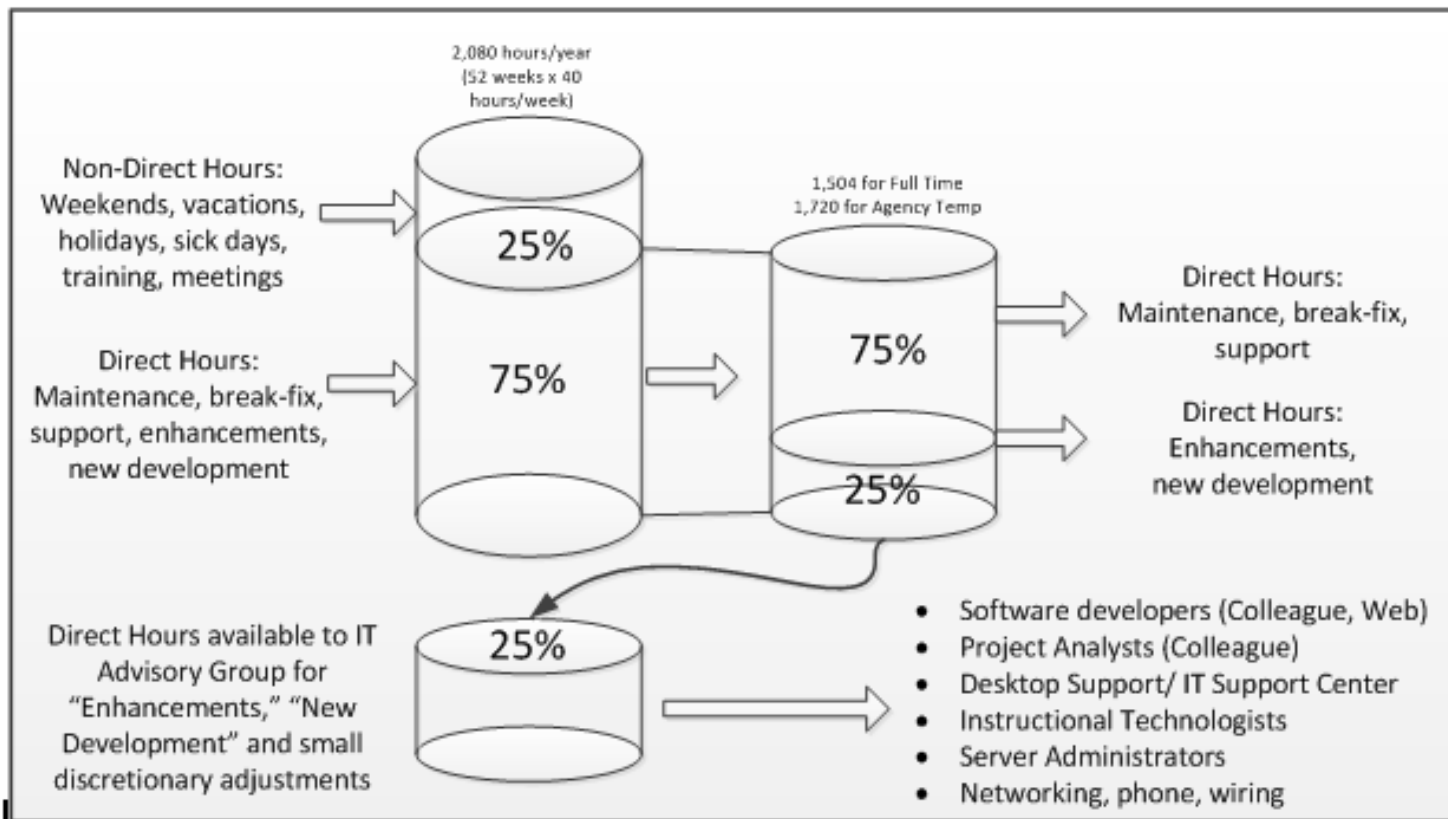 2,080 hours/year
(52 weeks x 40
hours/week)
Non-Direct Hours:
Weekends, vacations,
holidays, sick days,
training, meetings
25%
1,504 for Full Time
1,720 for Agency Temp
Direct Hours:
Maintenance, break-fix,
support, enhancements,
new development
75%
75%
25%
Direct Hours:
Maintenance, break-fix,
support
Direct Hours:
Enhancements,
new development
Direct Hours available to IT
Advisory Group for
“Enhancements,” “New
Development” and small
discretionary adjustments
25%
• Software developers (Colleague, Web)
• Project Analysts (Colleague)
• Desktop Support/ IT Support Center
• Instructional Technologists
• Server Administrators
• Networking, phone, wiring